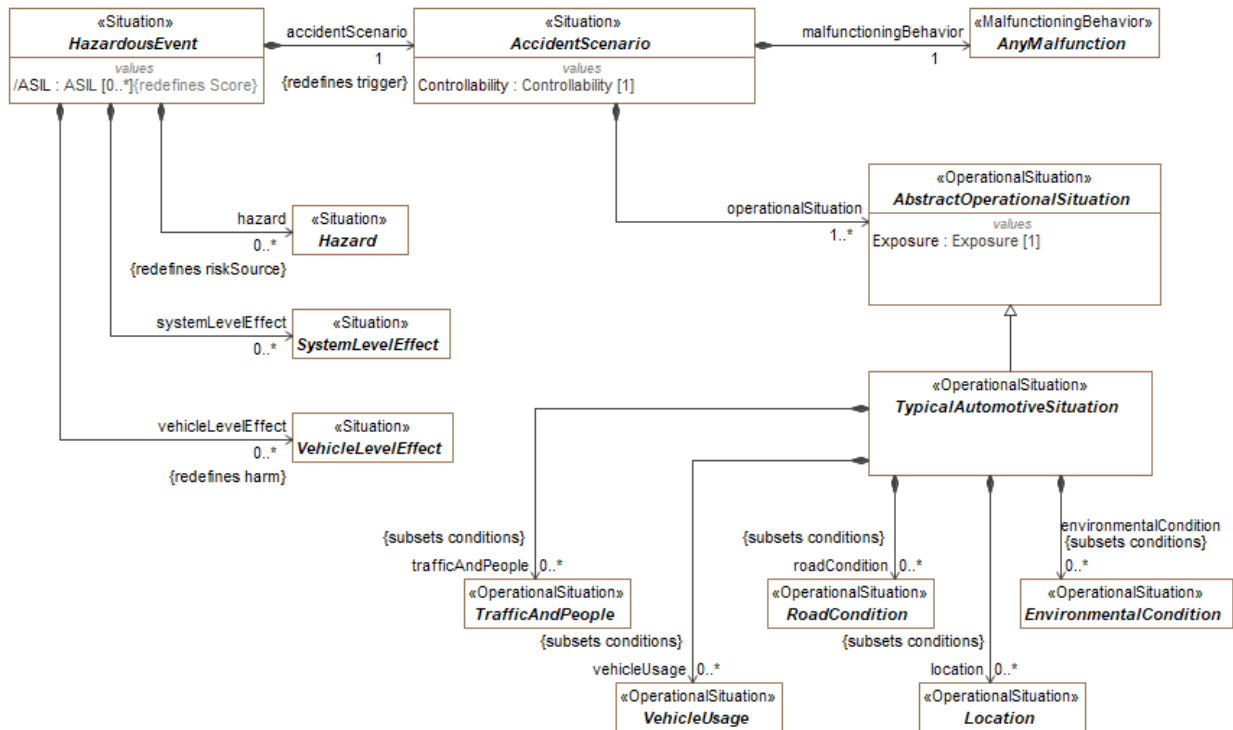 «Situation»
HazardousEvent
values
/ASIL : ASIL [0..*]{redefines Score}
accidentScenario
1
{redefines trigger}
«Situation»
AccidentScenario
values
Controllability : Controllability [1]
malfunctioningBehavior
1
«MalfunctioningBehavior»
AnyMalfunction
operationalSituation
1..*
«OperationalSituation»
AbstractOperationalSituation
values
Exposure : Exposure [1]
hazard
0..*
{redefines riskSource}
«Situation»
Hazard
systemLevelEffect
0..*
«Situation»
SystemLevelEffect
vehicleLevelEffect
0..*
{redefines harm}
«Situation»
VehicleLevelEffect
«OperationalSituation»
TypicalAutomotiveSituation
{subsets conditions}
trafficAndPeople
0..*
«OperationalSituation»
TrafficAndPeople
{subsets conditions}
roadCondition
0..*
«OperationalSituation»
RoadCondition
environmentalCondition
{subsets conditions}
0..*
«OperationalSituation»
EnvironmentalCondition
{subsets conditions}
vehicleUsage
0..*
«OperationalSituation»
VehicleUsage
{subsets conditions}
location
0..*
«OperationalSituation»
Location